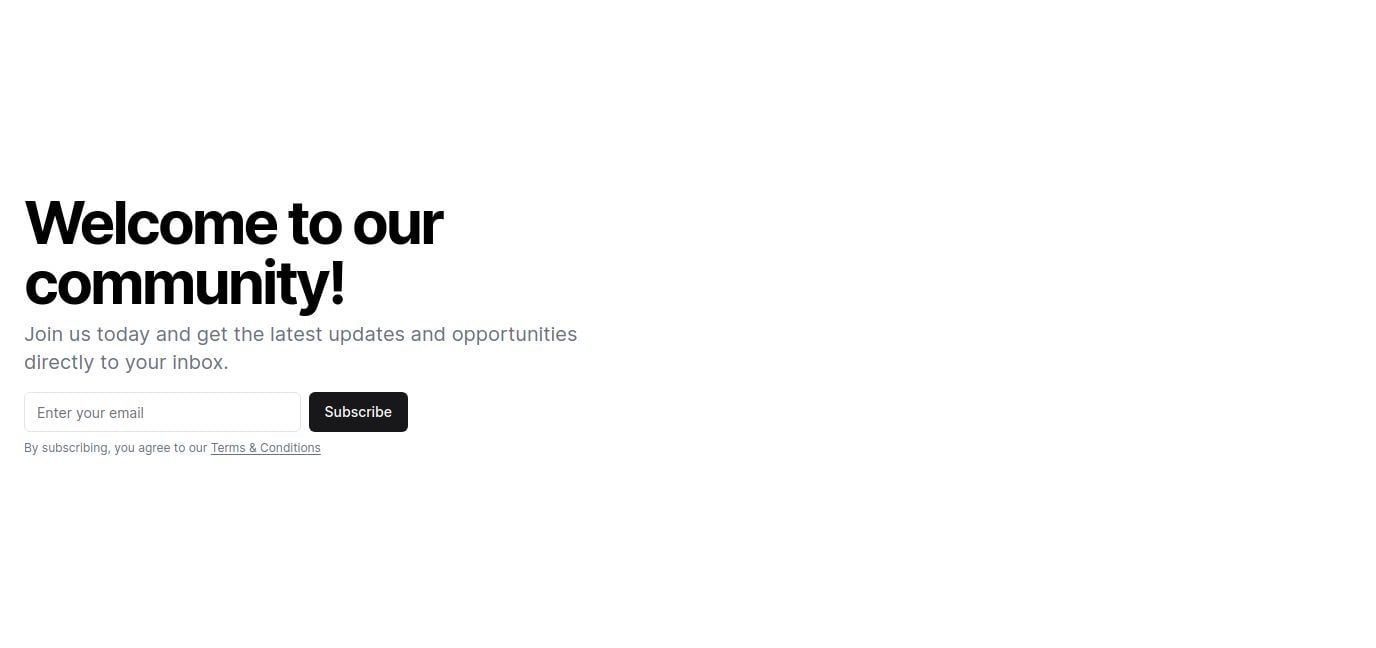 Welcome to our
community!
Join us today and get the latest updates and opportunities
directly to your inbox.
Enter your email
Subscribe
By subscribing, you agree to our Terms & Conditions